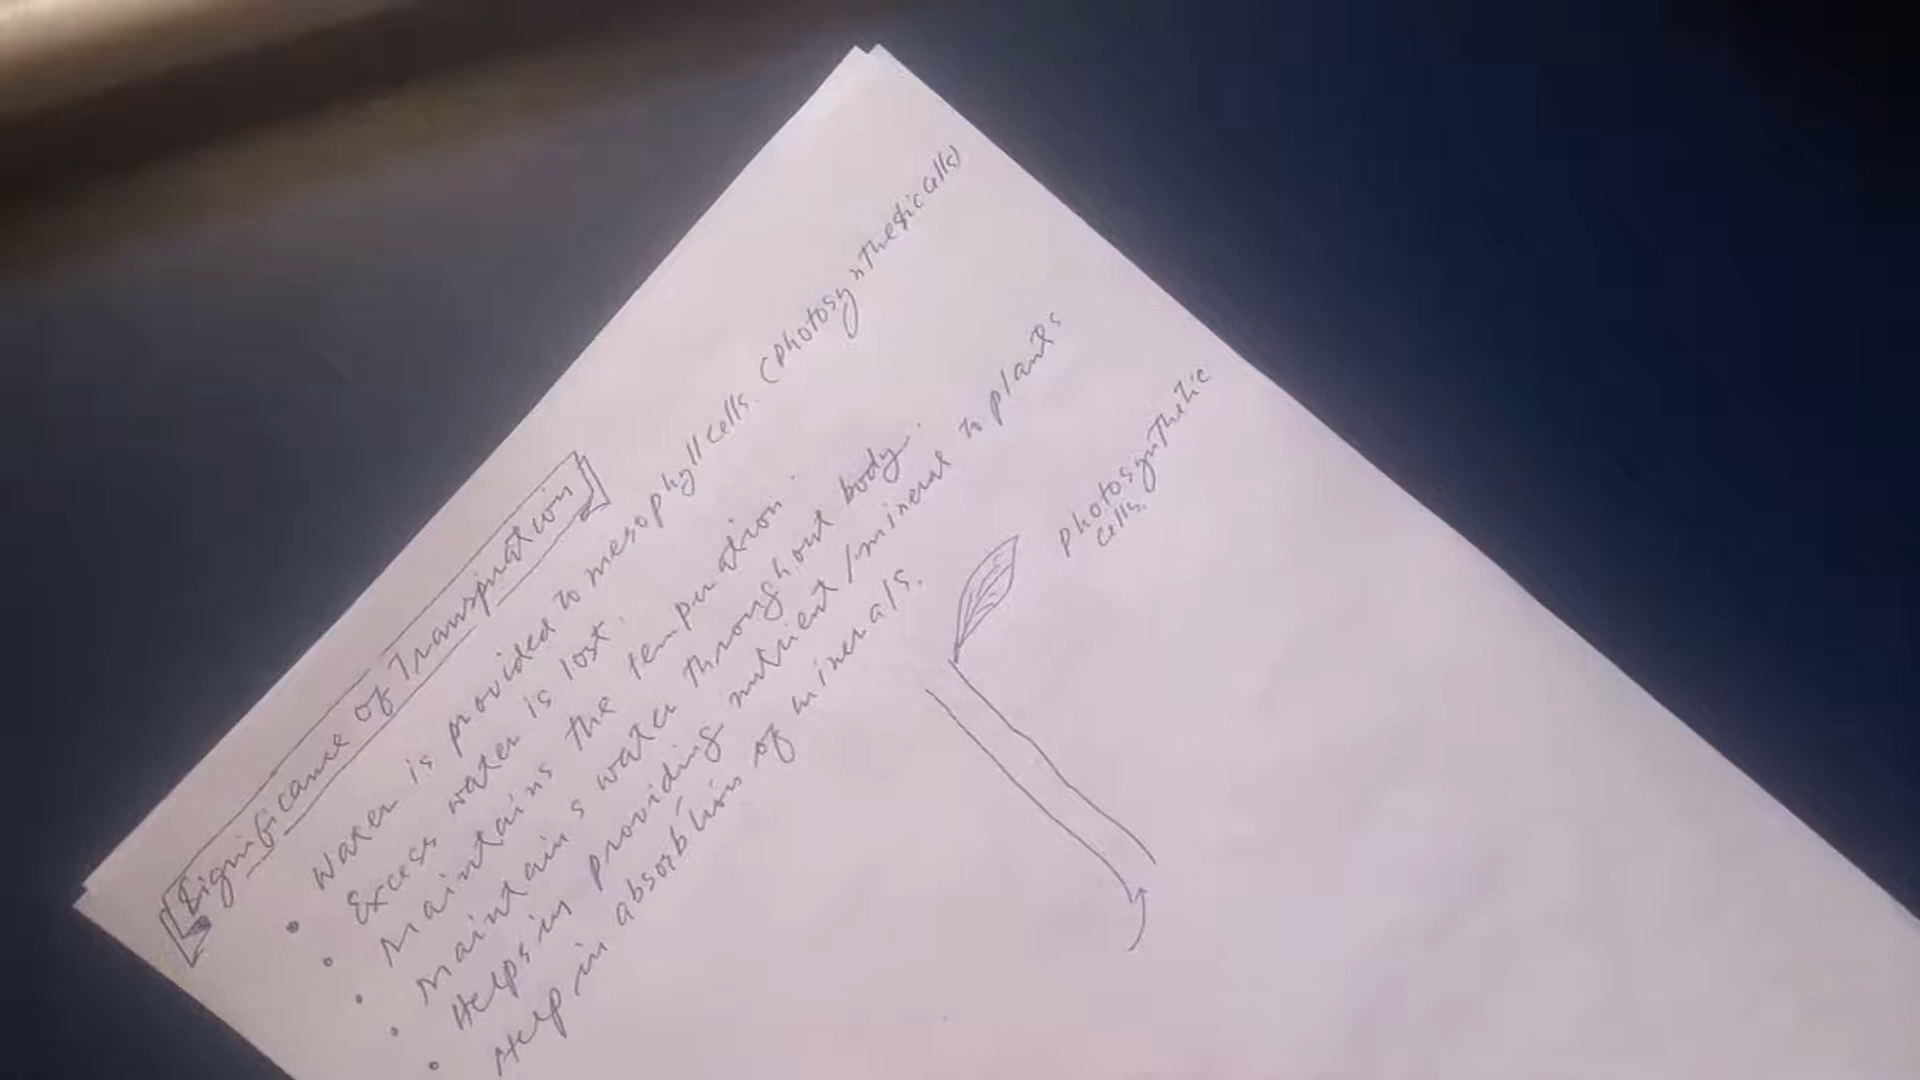 Significance of Transpiration
• Water is provided to mesophyll cells. (Photosynthetic cells)
• Excess water is lost.
• Maintains the temperation.
• Maintains water throughout body.
• Helps in providing nutrient/mineral to plants
Help in absorbtion of minerals.
Photosynthetic
cells.